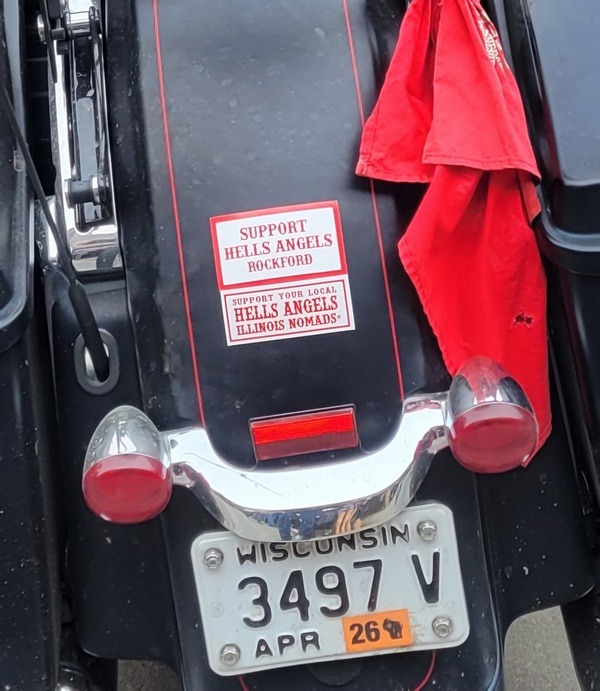 SUPPORT
HELLS ANGELS
ROCKFORD
SUPPORT YOUR LOCAL
HELLS ANGELS
ILLINOIS NOMADS®
WISCONSIN
3497 V
APR 26